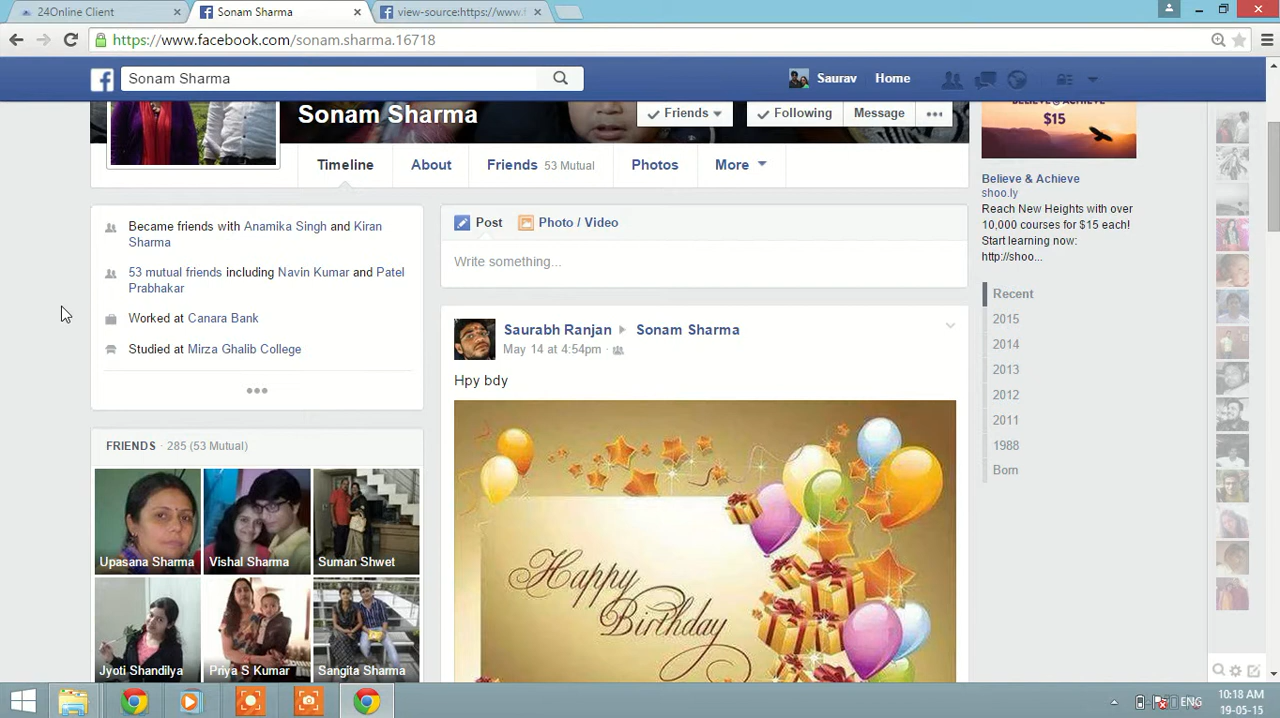 24Online Client
Sonam Sharma
view-source:https://www.f
https://www.facebook.com/sonam.sharma.16718
Sonam Sharma
Saurav
Home
Sonam Sharma
Friends
Following
Message
Timeline
About
Friends 53 Mutual
Photos
More
Became friends with Anamika Singh and Kiran
Sharma
53 mutual friends including Navin Kumar and Patel
Prabhakar
Worked at Canara Bank
Studied at Mirza Ghalib College
FRIENDS · 285 (53 Mutual)
Upasana Sharma
Vishal Sharma
Suman Shwet
Jyoti Shandilya
Priya S Kumar
Sangita Sharma
Post
Photo / Video
Write something...
Saurabh Ranjan ▸ Sonam Sharma
May 14 at 4:54pm ·
Hpy bdy
Happy
Birthday
BELIEVE @ ACHIEVE
$15
Believe & Achieve
shoo.ly
Reach New Heights with over
10,000 courses for $15 each!
Start learning now:
http://shoo...
Recent
2015
2014
2013
2012
2011
1988
Born
ENG
10:18 AM
19-05-15